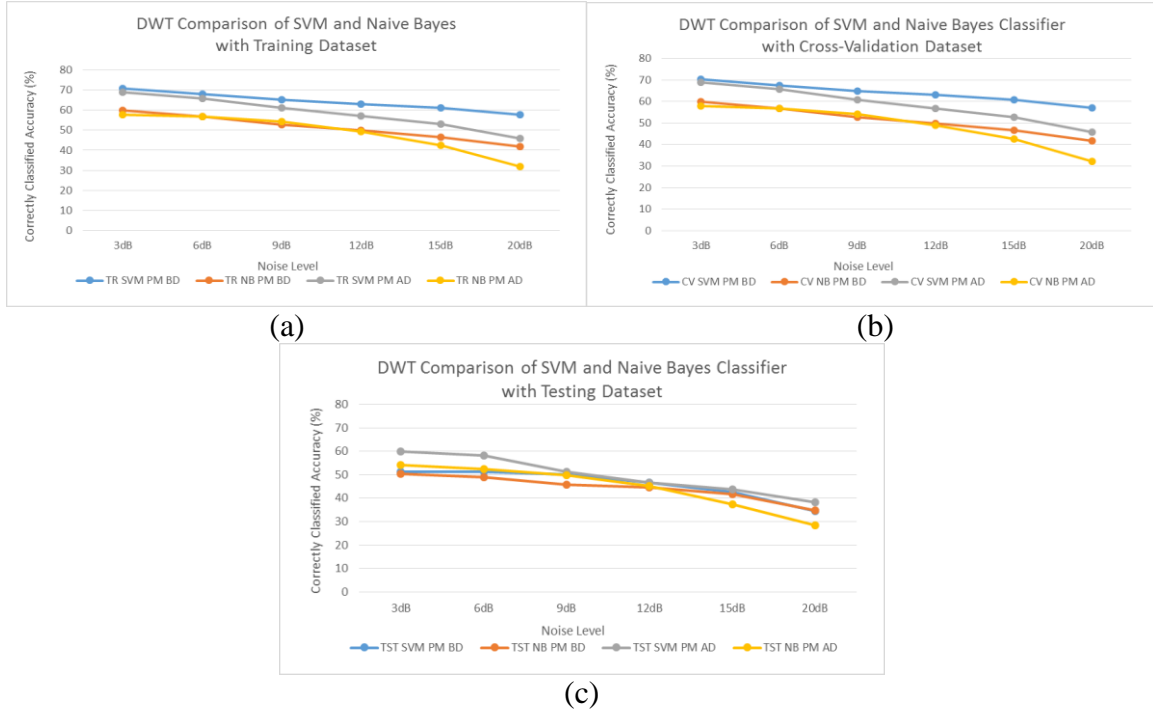 DWT Comparison of SVM and Naive Bayes
with Training Dataset
Correctly Classified Accuracy (%)
80
70
60
50
40
30
20
10
0
3dB 6dB 9dB 12dB 15dB 20dB
Noise Level
TR SVM PM BD TR NB PM BD TR SVM PM AD TR NB PM AD
(a)
DWT Comparison of SVM and Naive Bayes Classifier
with Cross-Validation Dataset
Correctly Classified Accuracy (%)
80
70
60
50
40
30
20
10
0
3dB 6dB 9dB 12dB 15dB 20dB
Noise Level
CV SVM PM BD CV NB PM BD CV SVM PM AD CV NB PM AD
(b)
DWT Comparison of SVM and Naive Bayes Classifier
with Testing Dataset
Correctly Classified Accuracy (%)
80
70
60
50
40
30
20
10
0
3dB 6dB 9dB 12dB 15dB 20dB
Noise Level
TST SVM PM BD TST NB PM BD TST SVM PM AD TST NB PM AD
(c)